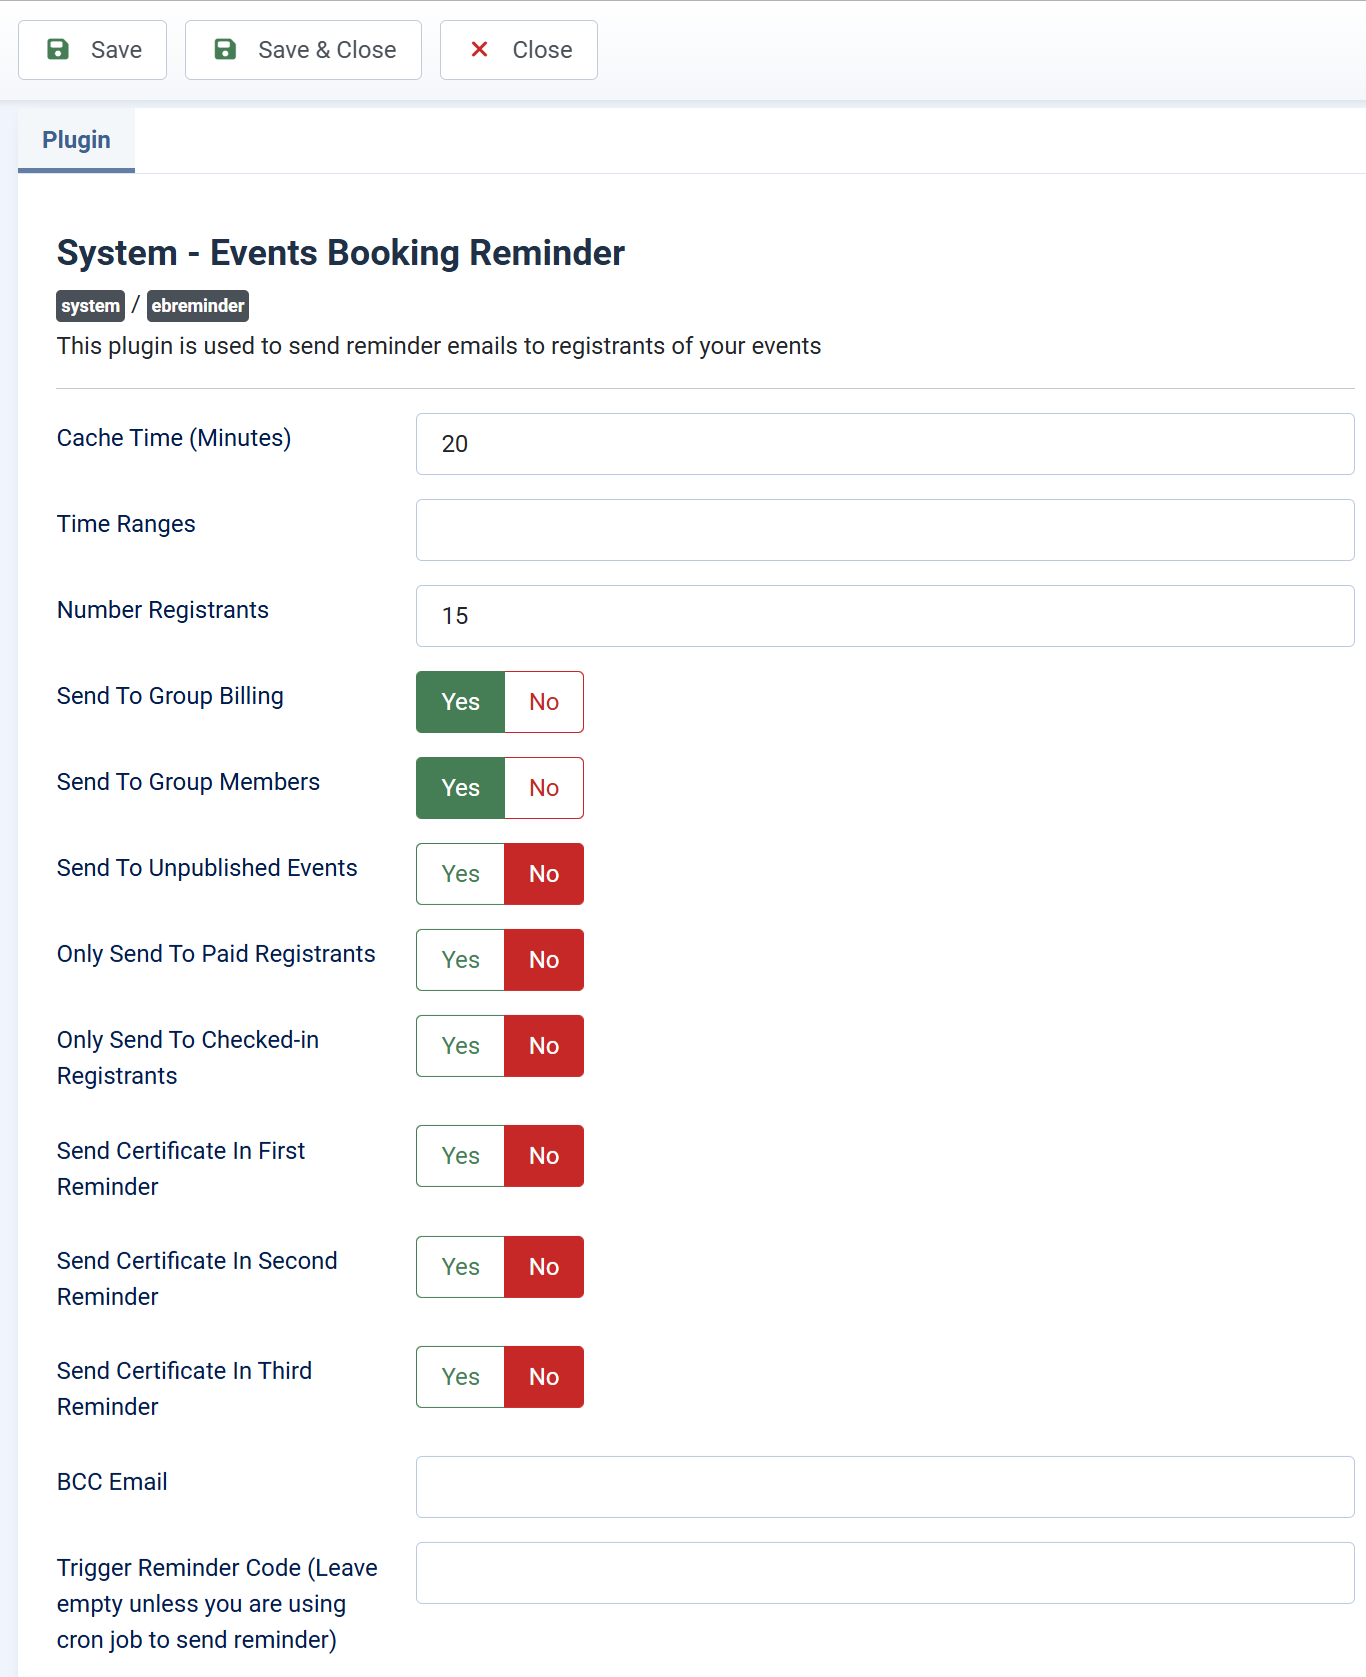 Save
Save & Close
Close
Plugin
System - Events Booking Reminder
system / ebreminder
This plugin is used to send reminder emails to registrants of your events
Cache Time (Minutes)
20
Time Ranges
Number Registrants
15
Send To Group Billing
Yes No
Send To Group Members
Yes No
Send To Unpublished Events
Yes No
Only Send To Paid Registrants
Yes No
Only Send To Checked-in
Registrants
Yes No
Send Certificate In First
Reminder
Yes No
Send Certificate In Second
Reminder
Yes No
Send Certificate In Third
Reminder
Yes No
BCC Email
Trigger Reminder Code (Leave
empty unless you are using
cron job to send reminder)